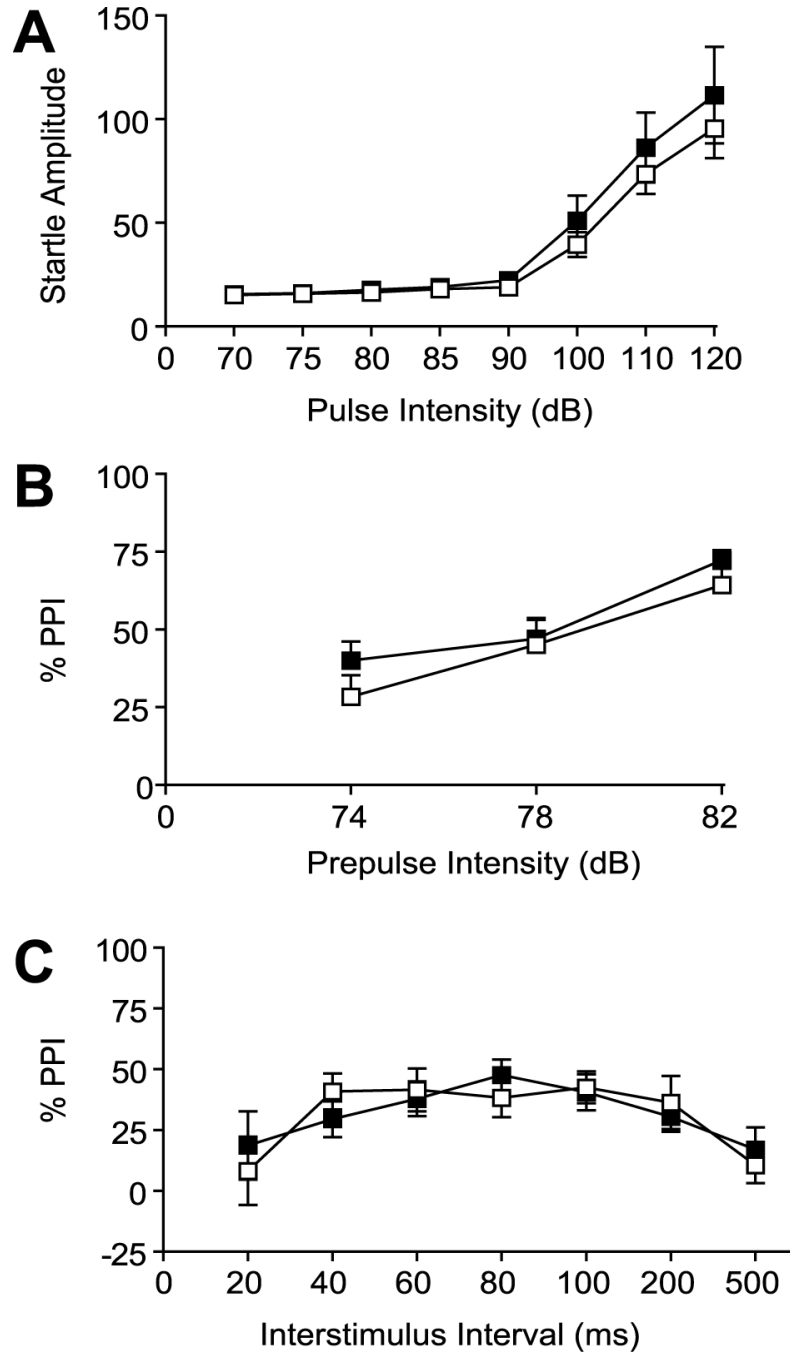 A
150
100
50
0
Startle Amplitude
0 70 75 80 85 90 100 110 120
Pulse Intensity (dB)
B
100
75
50
25
0
% PPI
0 74 78 82
Prepulse Intensity (dB)
C
100
75
50
25
0
-25
% PPI
0 20 40 60 80 100 200 500
Interstimulus Interval (ms)